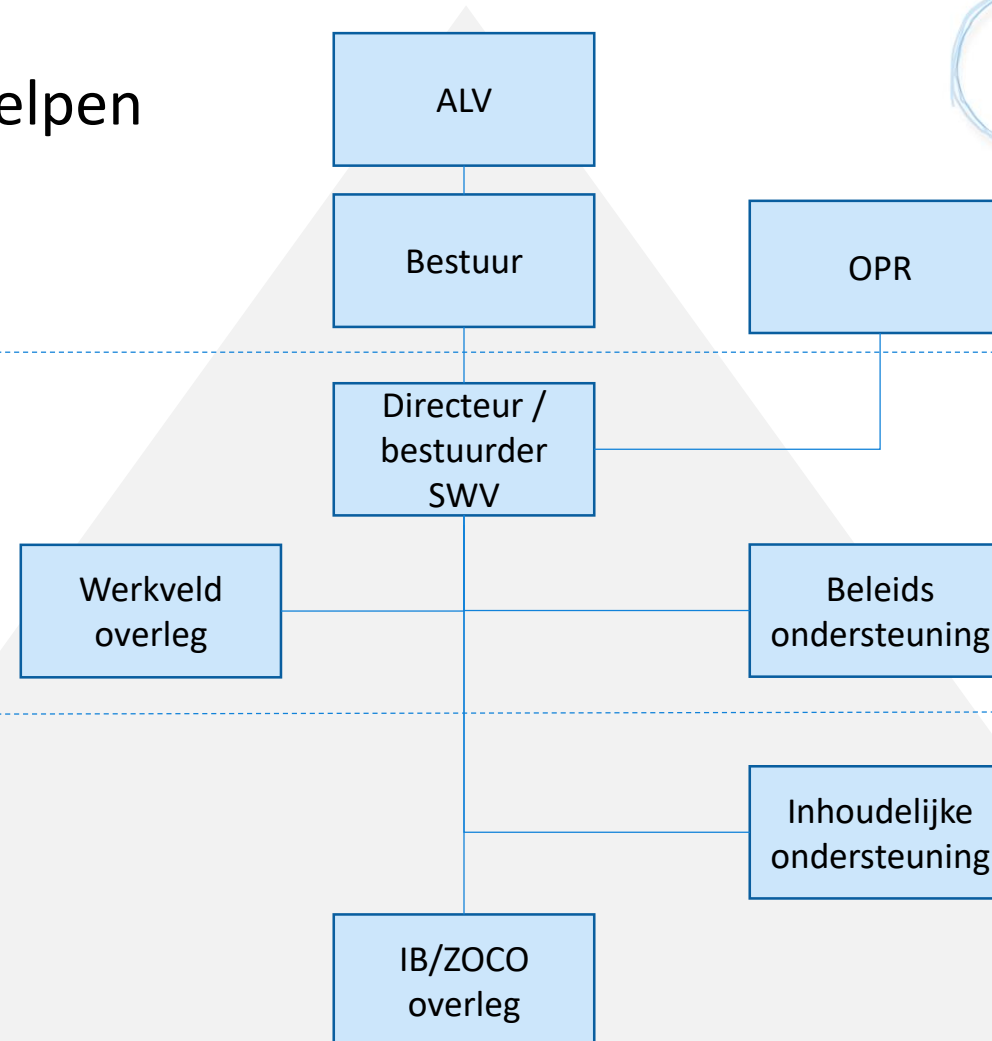 elpen
ALV
Bestuur
OPR
Directeur /
bestuurder
SWV
Werkveld
overleg
Beleids
ondersteuning
Inhoudelijke
ondersteuning
IB/ZOCO
overleg